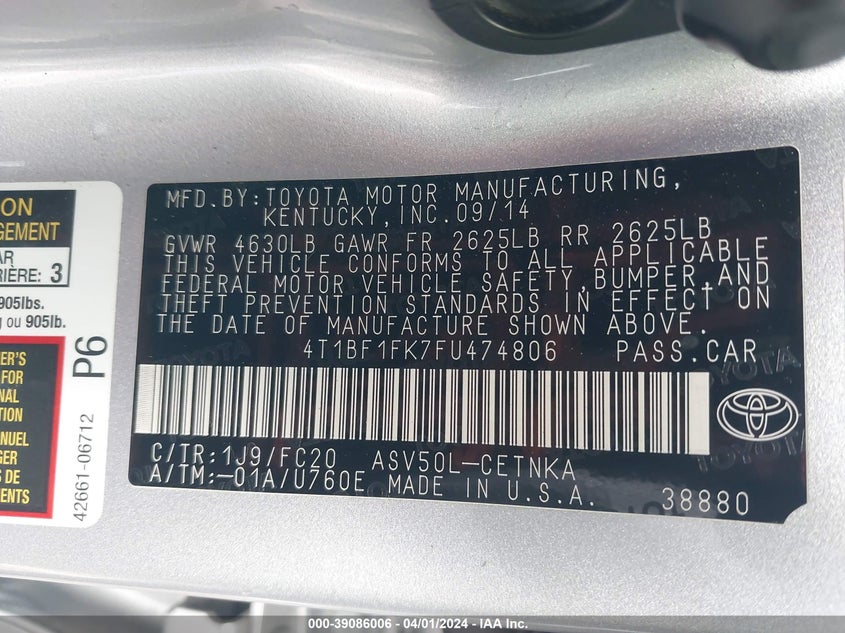 ON
GEMENT
AR
RIÈRE: 3
905lbs.
g ou 905lb.
P6
42661-06712
MFD.BY:TOYOTA MOTOR MANUFACTURING,
KENTUCKY,INC.09/14
GVWR 4630LB GAWR FR 2625LB RR 2625LB
THIS VEHICLE CONFORMS TO ALL APPLICABLE
FEDERAL MOTOR VEHICLE SAFETY,BUMPER,AND
THEFT PREVENTION STANDARDS IN EFFECT ON
THE DATE OF MANUFACTURE SHOWN ABOVE.
4T1BF1FK7FU474806 PASS.CAR
C/TR:1J9/FC20 ASV50L-CETNKA
A/TM:-01A/U760E MADE IN U.S.A. 38880
TOYOTA
000-39086006 - 04/01/2024 - IAA Inc.